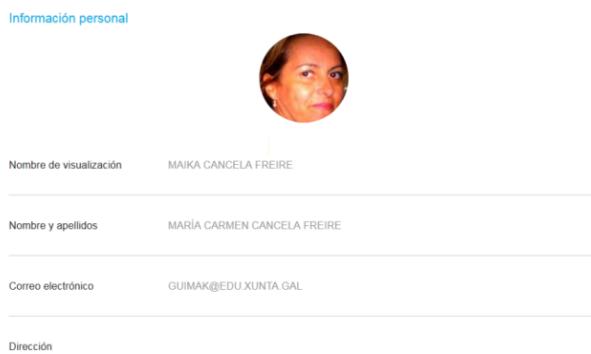 Información personal
Nombre de visualización MAIKA CANCELA FREIRE
Nombre y apellidos MARÍA CARMEN CANCELA FREIRE
Correo electrónico GUIMAK@EDU.XUNTA.GAL
Dirección